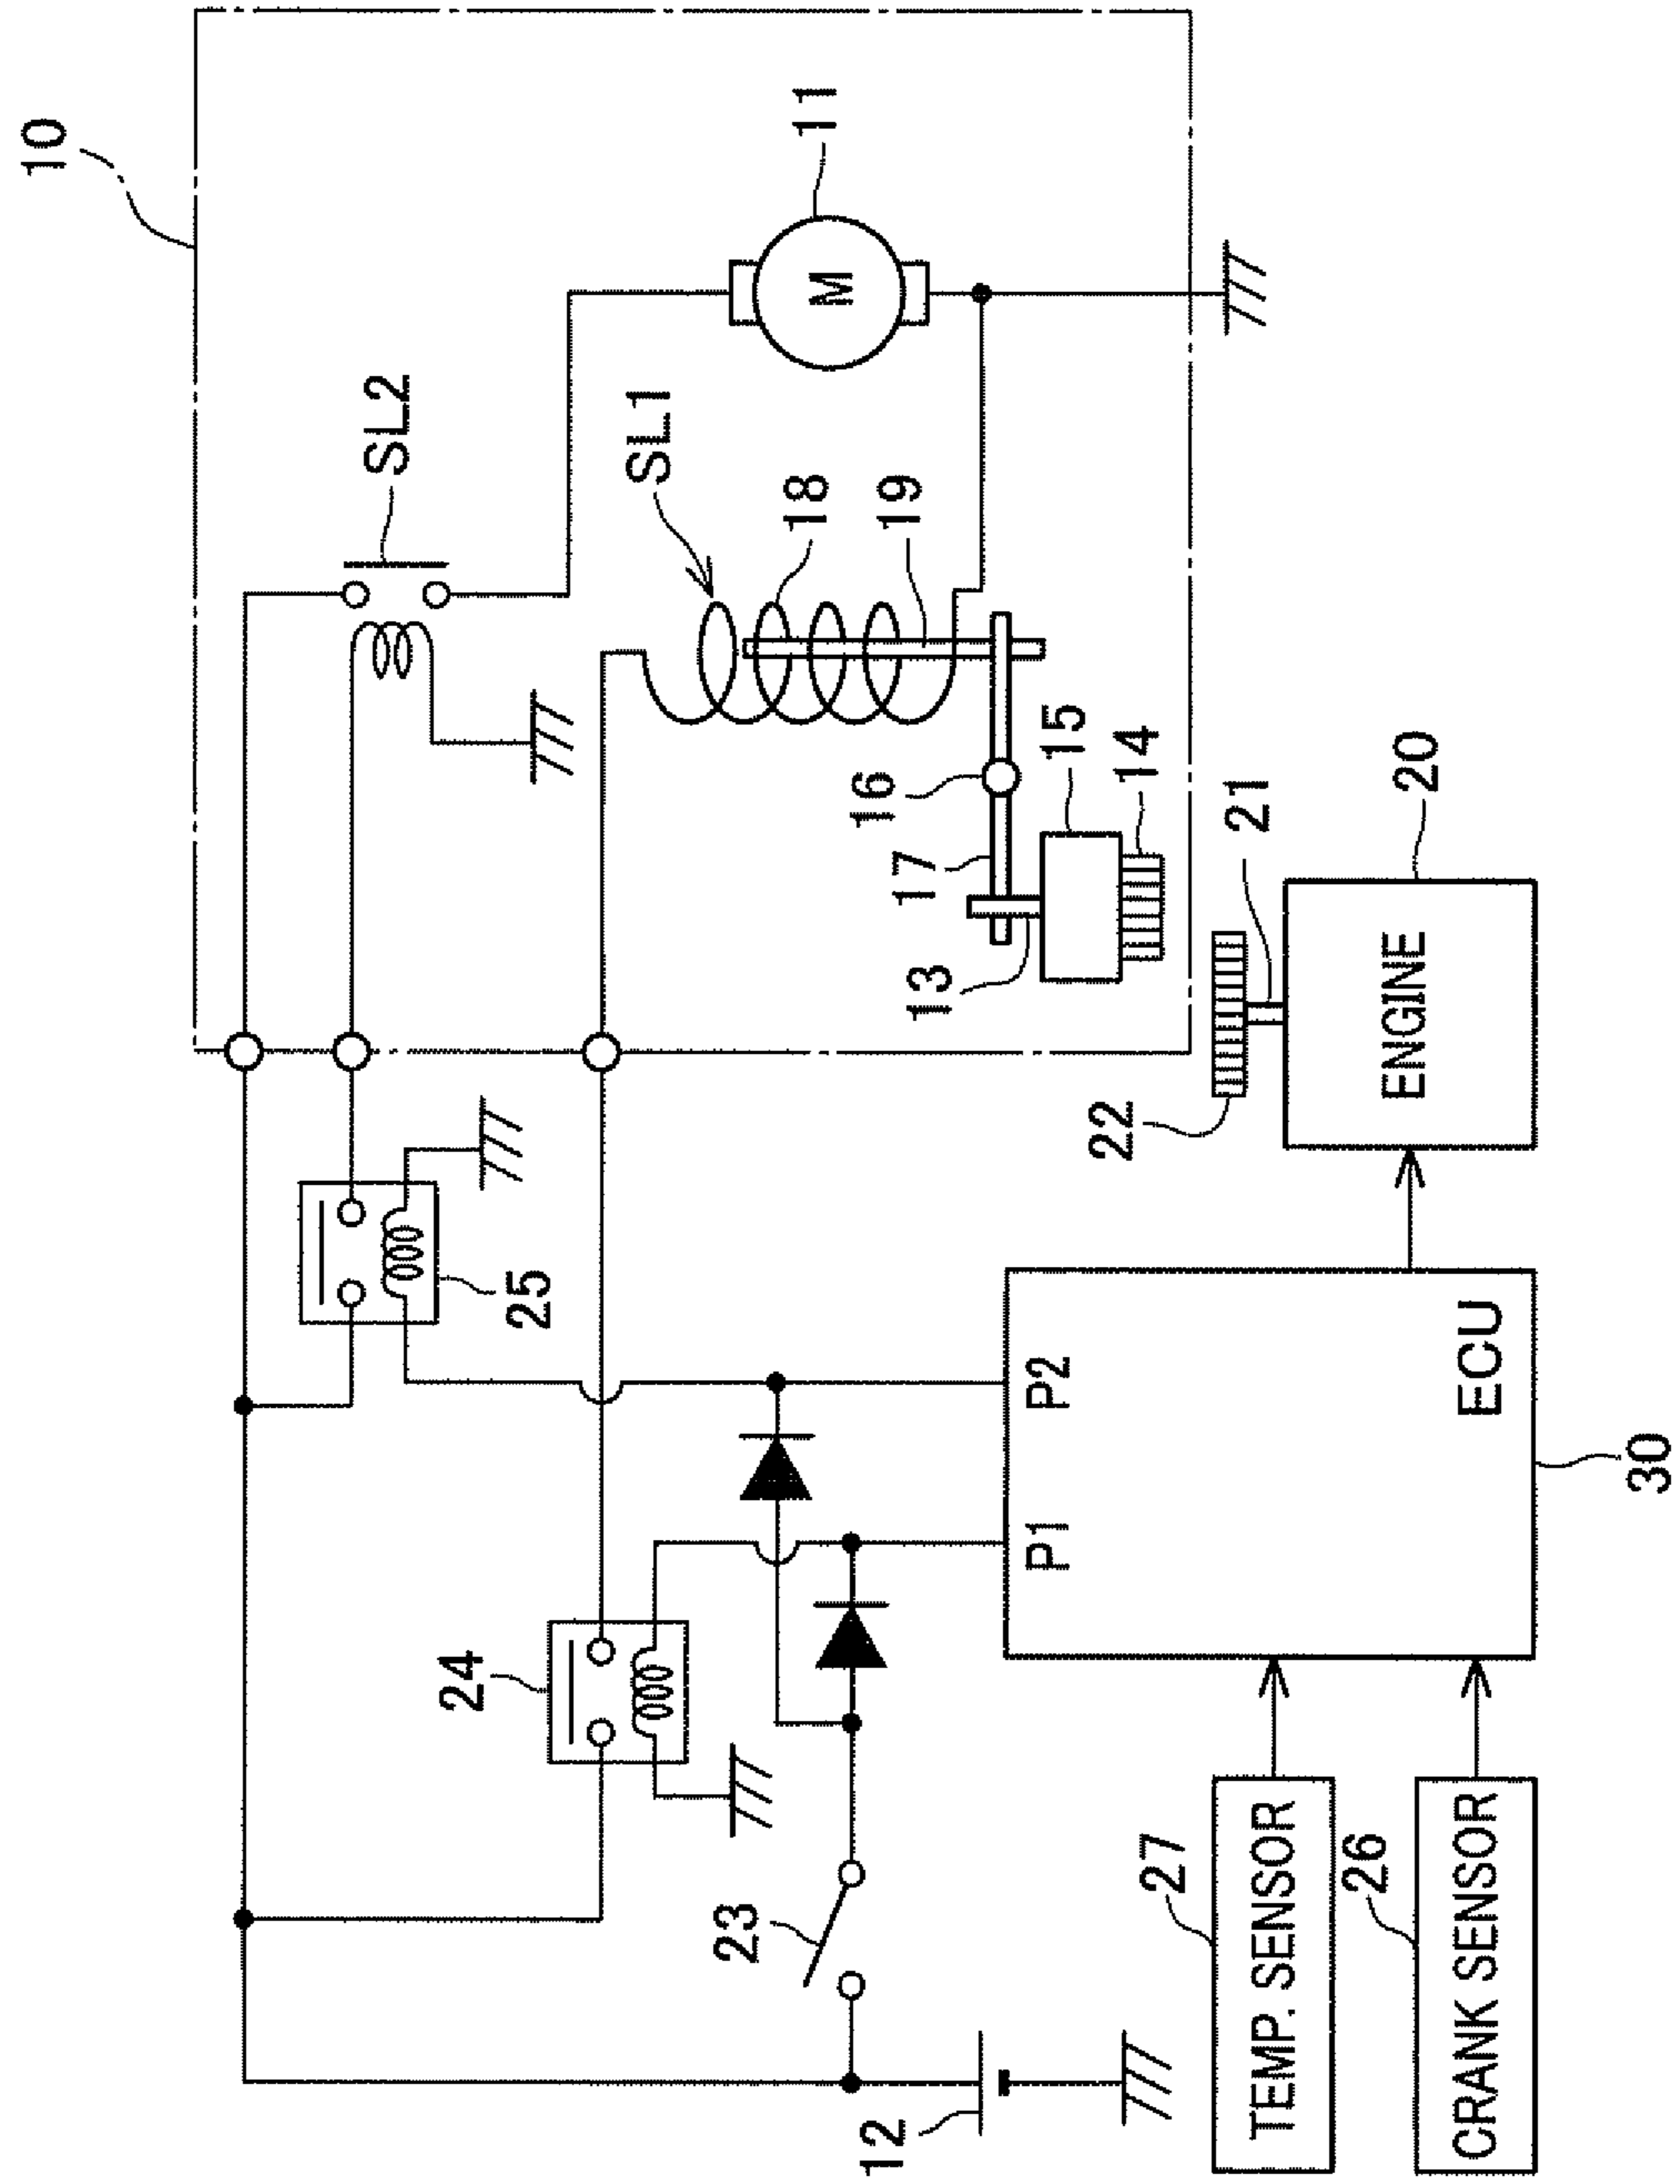 10
SL2
11
M
SL1
18
19
16
15
14
17
13
25
24
22
21
20
ENGINE
23
P1
P2
ECU
30
12
27
TEMP. SENSOR
26
CRANK SENSOR